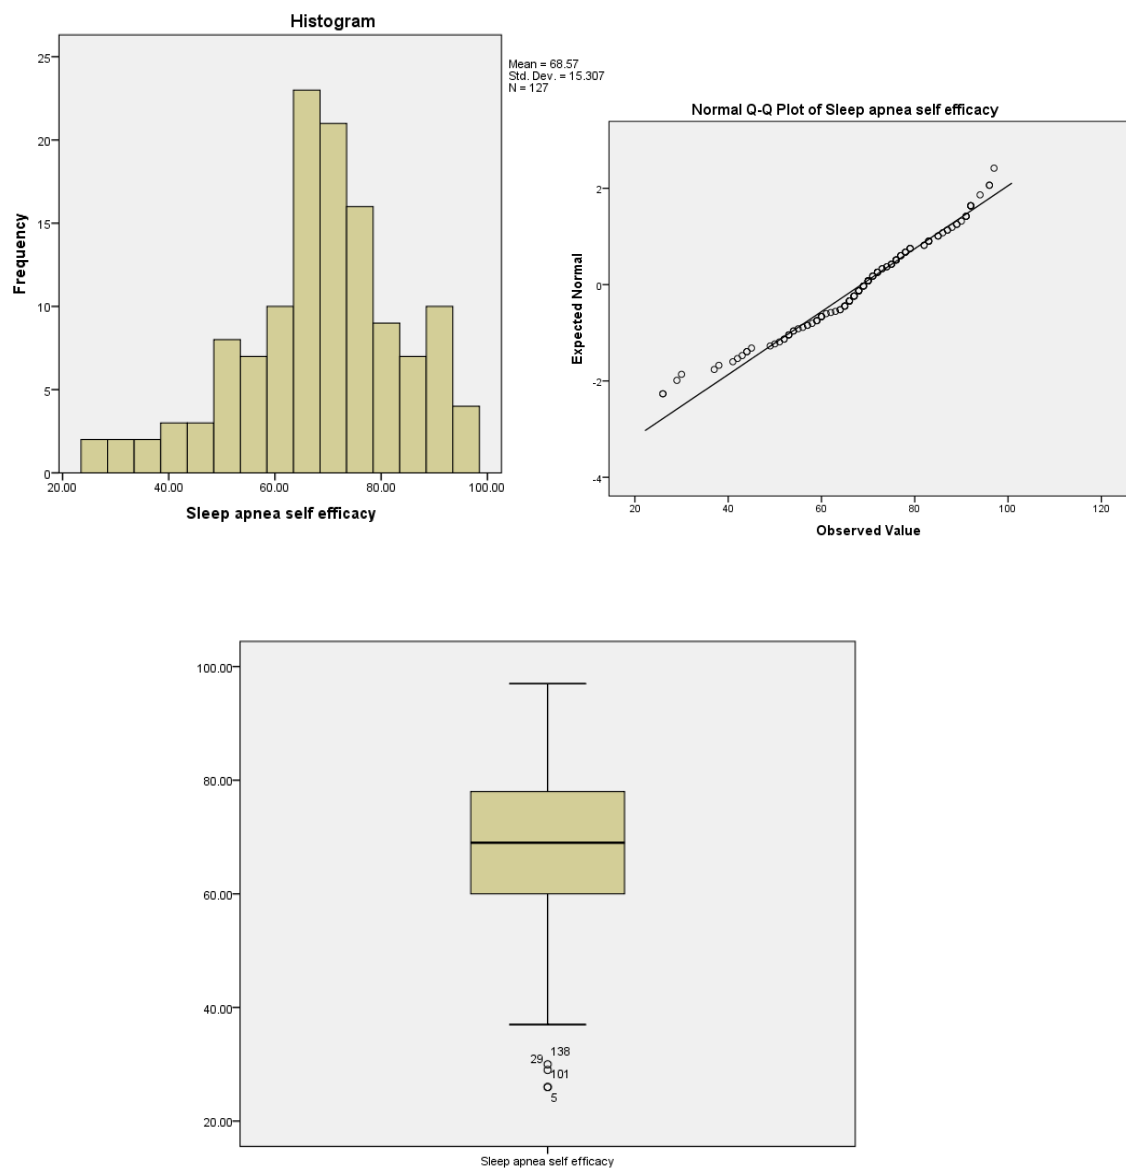 Histogram
Mean = 68.57
Std. Dev. = 15.307
N = 127
25
20
15
10
5
0
Frequency
20.00 40.00 60.00 80.00 100.00
Sleep apnea self efficacy
Normal Q-Q Plot of Sleep apnea self efficacy
2
0
-2
-4
Expected Normal
20 40 60 80 100 120
Observed Value
100.00
80.00
60.00
40.00
20.00
138
29
101
5
Sleep apnea self efficacy